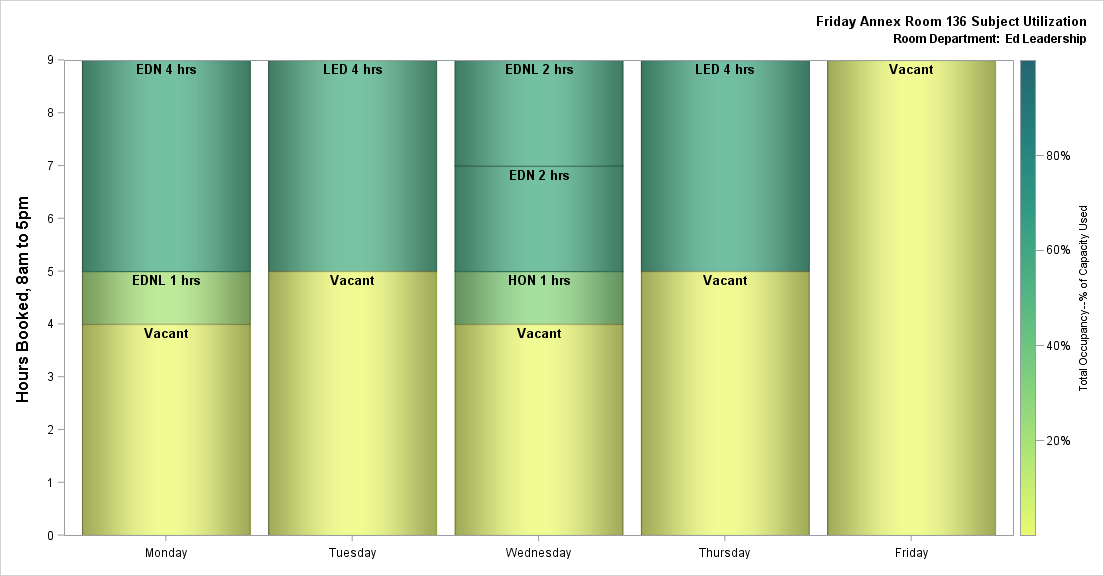 Friday Annex Room 136 Subject Utilization
Room Department: Ed Leadership
Hours Booked, 8am to 5pm
9
8
7
6
5
4
3
2
1
0
EDN 4 hrs
EDNL 1 hrs
Vacant
LED 4 hrs
Vacant
EDNL 2 hrs
EDN 2 hrs
HON 1 hrs
Vacant
LED 4 hrs
Vacant
Vacant
Monday
Tuesday
Wednesday
Thursday
Friday
80%
60%
40%
20%
Total Occupancy--% of Capacity Used